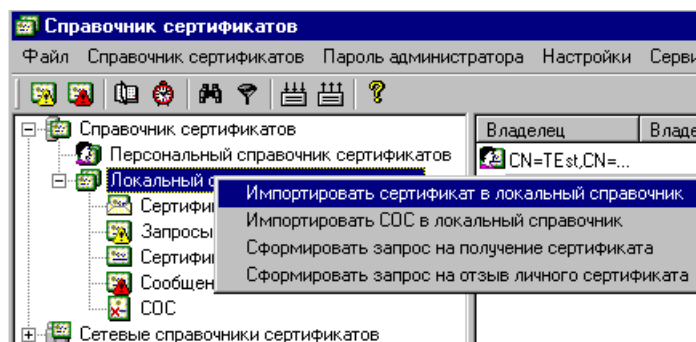 Справочник сертификатов
Файл Справочник сертификатов Пароль администратора Настройки
Справочник сертификатов
Владелец
Персональный справочник сертификатов
CN=TEst,CN=...
Локальный
Импортировать сертификат в локальный справочник
Импортировать СОС в локальный справочник
Запросы
Сформировать запрос на получение сертификата
Сформировать запрос на отзыв личного сертификата
СОС
Сетевые справочники сертификатов